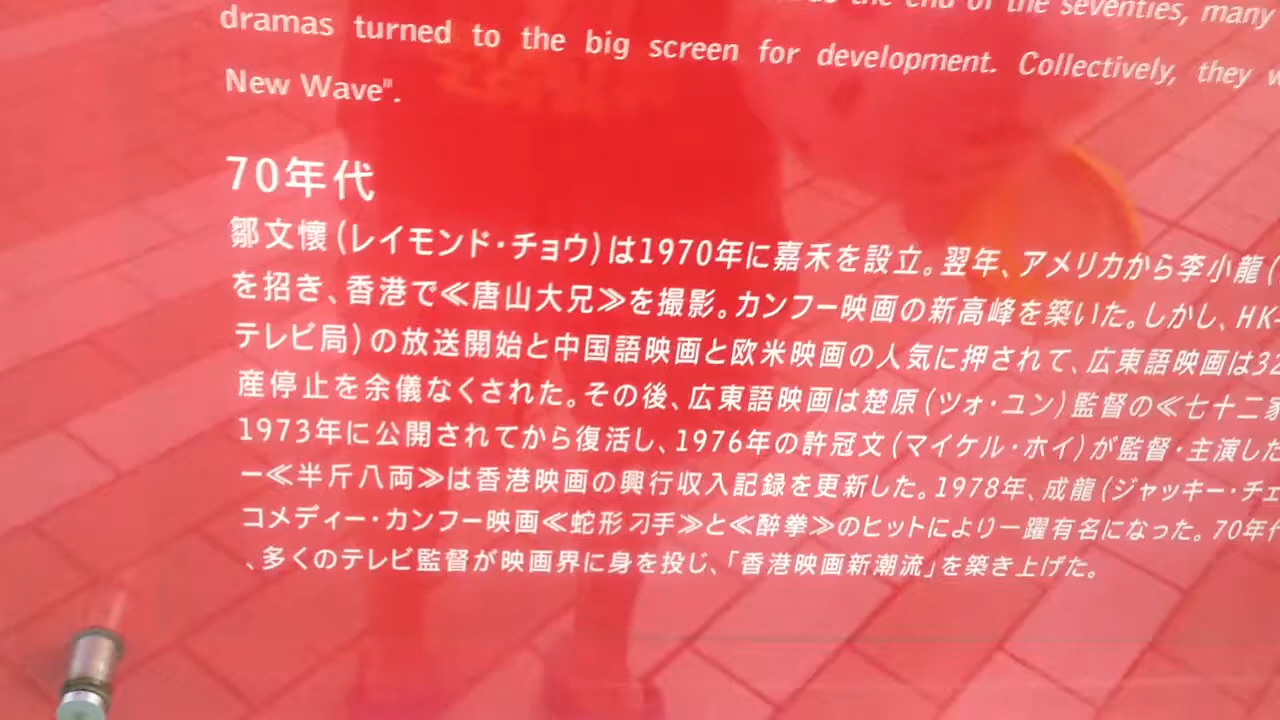 the end of the seventies, many
dramas turned to the big screen for development. Collectively, they w
New Wave".
70年代
鄒文懷(レイモンド・チョウ)は1970年に嘉禾を設立。翌年、アメリカから李小龍(
を招き、香港で≪唐山大兄≫を撮影。カンフー映画の新高峰を築いた。しかし、HK-
テレビ局)の放送開始と中国語映画と欧米映画の人気に押されて、広東語映画は32
産停止を余儀なくされた。その後、広東語映画は楚原(ツォ・ユン)監督の≪七十二家
1973年に公開されてから復活し、1976年の許冠文(マイケル・ホイ)が監督・主演した
ー≪半斤八両≫は香港映画の興行収入記録を更新した。1978年、成龍(ジャッキー・チェ
コメディー・カンフー映画≪蛇形刁手≫と≪醉拳≫のヒットにより一躍有名になった。70年代
、多くのテレビ監督が映画界に身を投じ、「香港映画新潮流」を築き上げた。